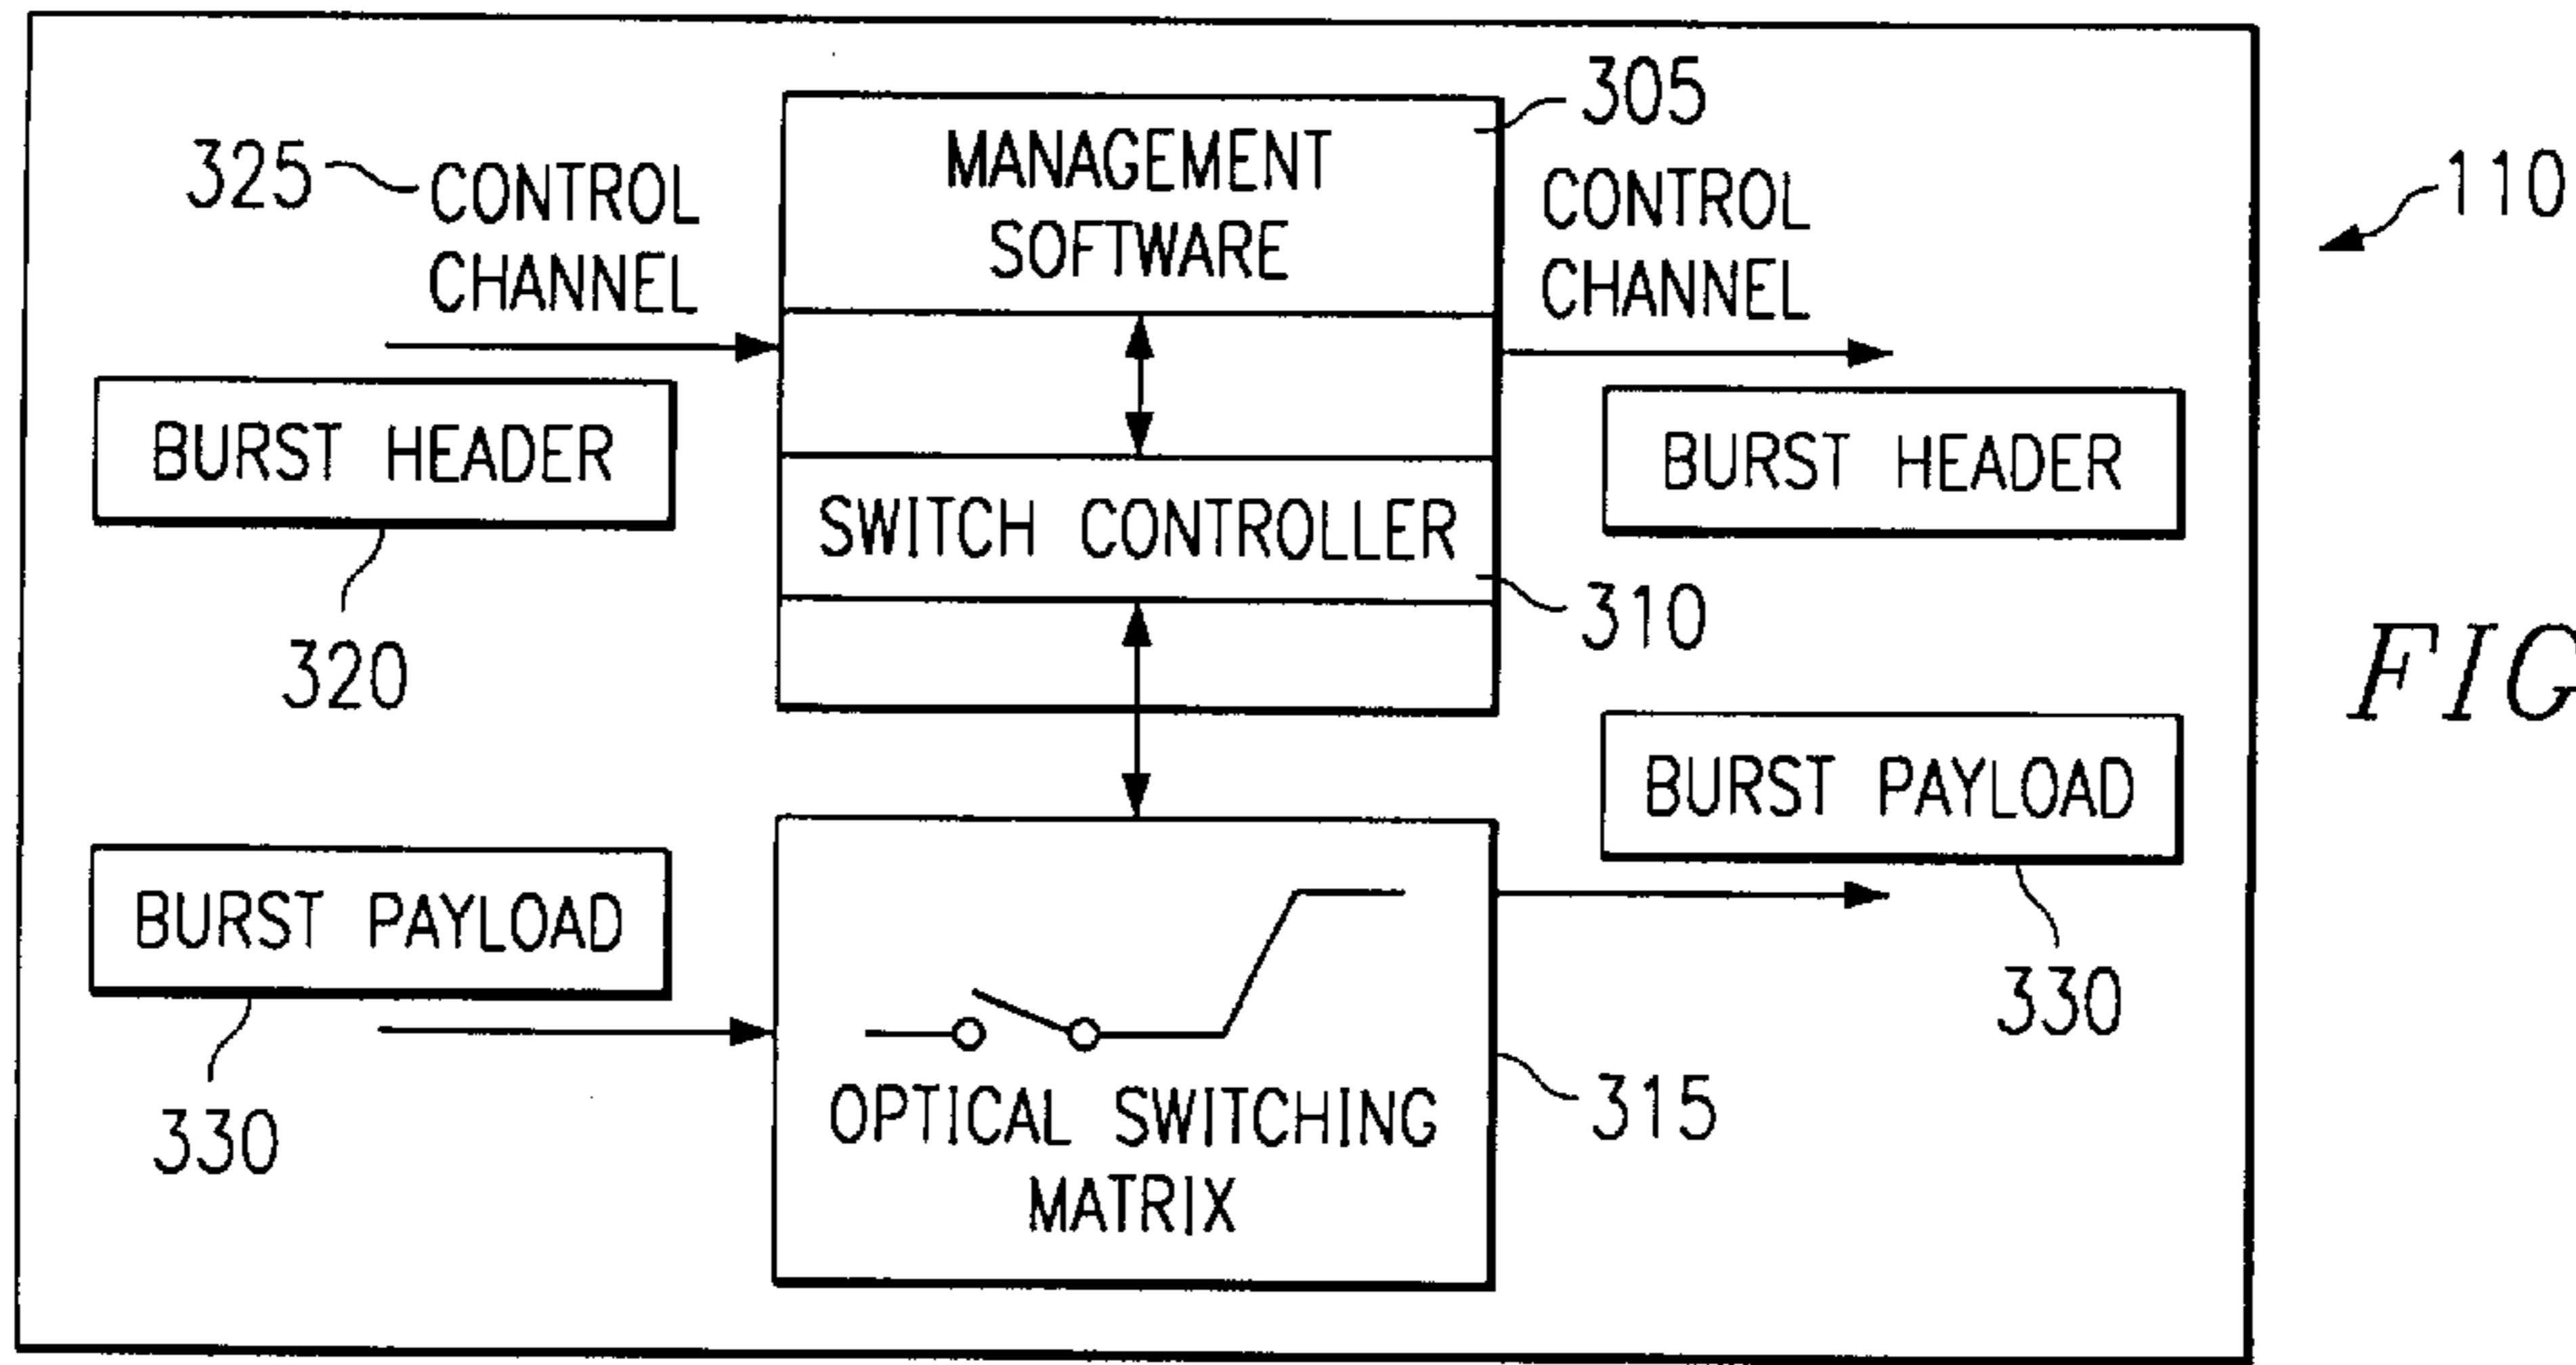 305
MANAGEMENT
SOFTWARE
325
CONTROL
CHANNEL
CONTROL
CHANNEL
110
BURST HEADER
320
SWITCH CONTROLLER
310
BURST HEADER
FIG
BURST PAYLOAD
330
BURST PAYLOAD
330
OPTICAL SWITCHING
MATRIX
315